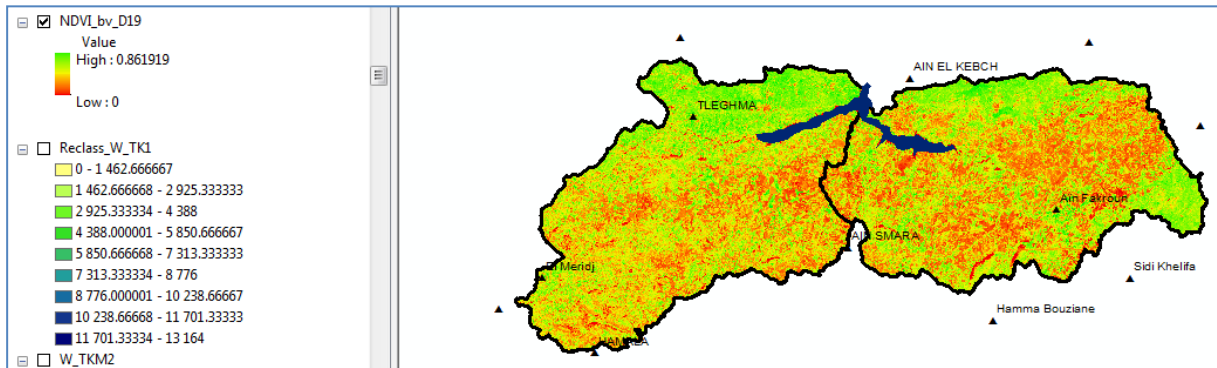 NDVI_bv_D19
Value
High : 0.861919
Low : 0
Reclass_W_TK1
0 - 1 462.666667
1 462.666668 - 2 925.333333
2 925.333334 - 4 388
4 388.000001 - 5 850.666667
5 850.666668 - 7 313.333333
7 313.333334 - 8 776
8 776.000001 - 10 238.66667
10 238.66668 - 11 701.33333
11 701.33334 - 13 164
W_TKM2
AIN EL KEBCH
TLEGHMA
Ain Fakroun
AIN SMARA
El Meridj
Sidi Khelifa
Hamma Bouziane